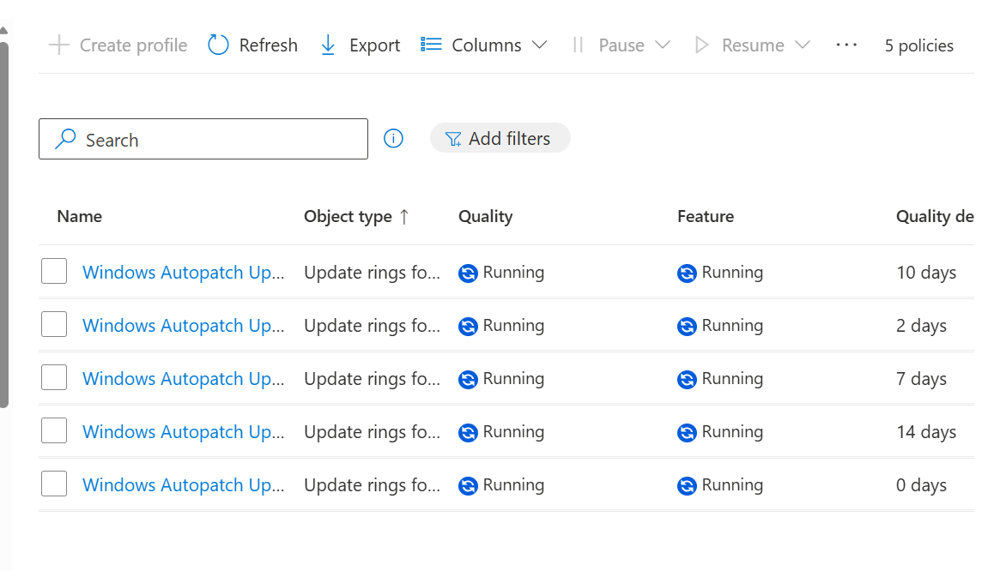 Create profile Refresh Export Columns Pause Resume ··· 5 policies
Search Add filters
Name Object type ↑ Quality Feature Quality de
Windows Autopatch Up... Update rings fo... Running Running 10 days
Windows Autopatch Up... Update rings fo... Running Running 2 days
Windows Autopatch Up... Update rings fo... Running Running 7 days
Windows Autopatch Up... Update rings fo... Running Running 14 days
Windows Autopatch Up... Update rings fo... Running Running 0 days